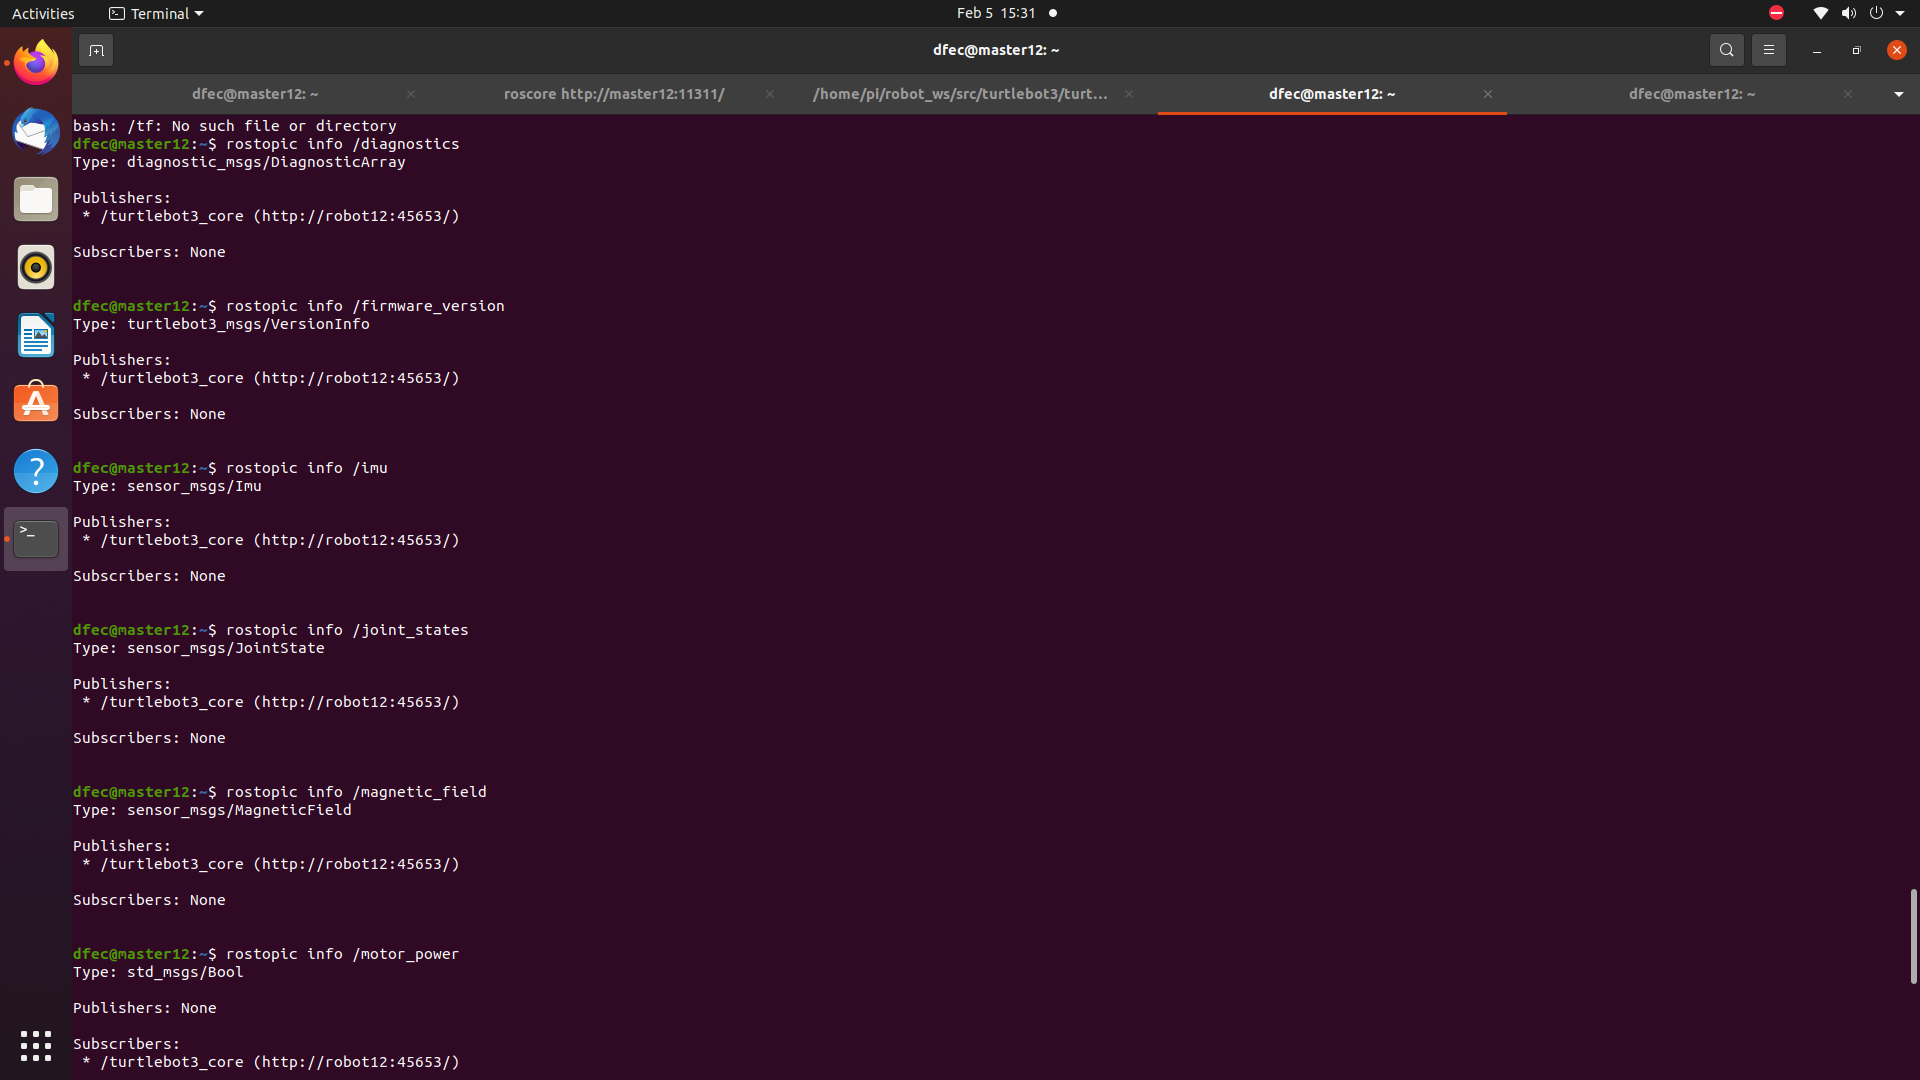 Activities
Terminal
Feb 5 15:31
dfec@master12: ~
dfec@master12: ~
roscore http://master12:11311/
/home/pi/robot_ws/src/turtlebot3/turt...
dfec@master12: ~
dfec@master12: ~
bash: /tf: No such file or directory
dfec@master12:~$ rostopic info /diagnostics
Type: diagnostic_msgs/DiagnosticArray
Publishers:
* /turtlebot3_core (http://robot12:45653/)
Subscribers: None
dfec@master12:~$ rostopic info /firmware_version
Type: turtlebot3_msgs/VersionInfo
Publishers:
* /turtlebot3_core (http://robot12:45653/)
Subscribers: None
dfec@master12:~$ rostopic info /imu
Type: sensor_msgs/Imu
Publishers:
* /turtlebot3_core (http://robot12:45653/)
Subscribers: None
dfec@master12:~$ rostopic info /joint_states
Type: sensor_msgs/JointState
Publishers:
* /turtlebot3_core (http://robot12:45653/)
Subscribers: None
dfec@master12:~$ rostopic info /magnetic_field
Type: sensor_msgs/MagneticField
Publishers:
* /turtlebot3_core (http://robot12:45653/)
Subscribers: None
dfec@master12:~$ rostopic info /motor_power
Type: std_msgs/Bool
Publishers: None
Subscribers:
* /turtlebot3_core (http://robot12:45653/)